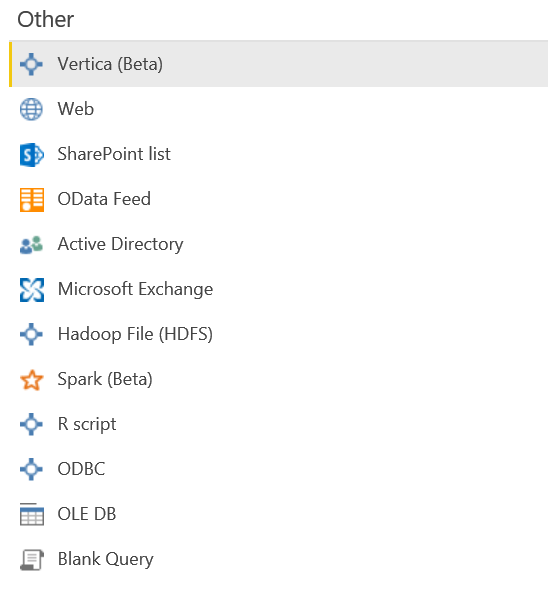 Other
Vertica (Beta)
Web
SharePoint list
OData Feed
Active Directory
Microsoft Exchange
Hadoop File (HDFS)
Spark (Beta)
R script
ODBC
OLE DB
Blank Query